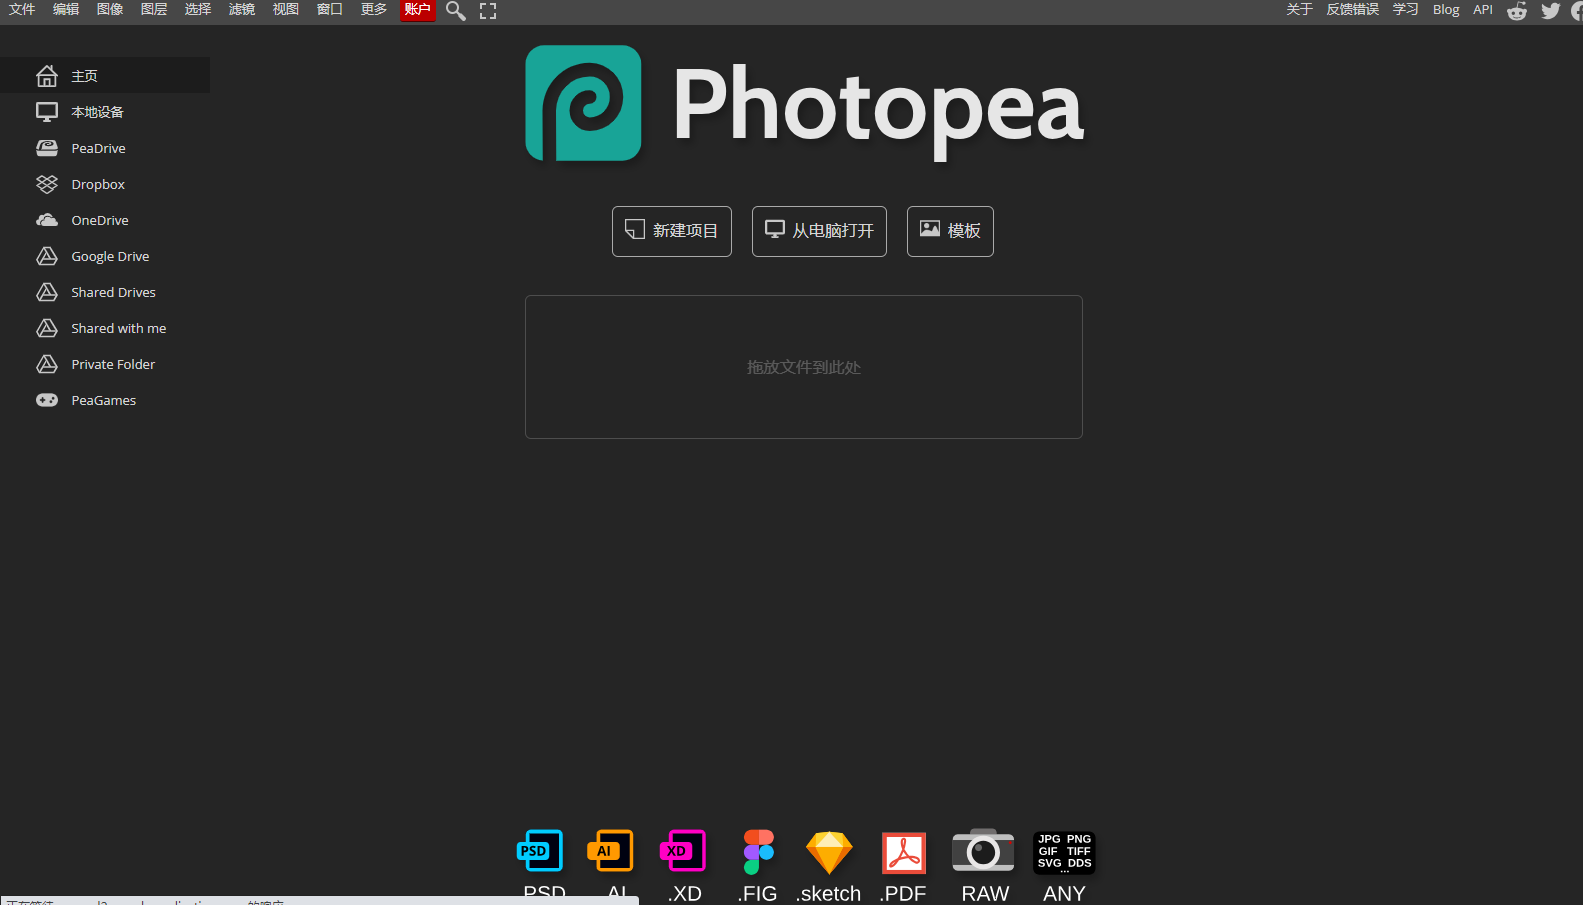 文件 编辑 图像 图层 选择 滤镜 视图 窗口 更多 账户 关于 反馈错误 学习 Blog API
主页
本地设备
PeaDrive
Dropbox
OneDrive
Google Drive
Shared Drives
Shared with me
Private Folder
PeaGames
Photopea
新建项目 从电脑打开 模板
拖放文件到此处
PSD AI XD JPG PNG
GIF TIFF
SVG DDS
...
.XD .FIG .sketch .PDF RAW ANY